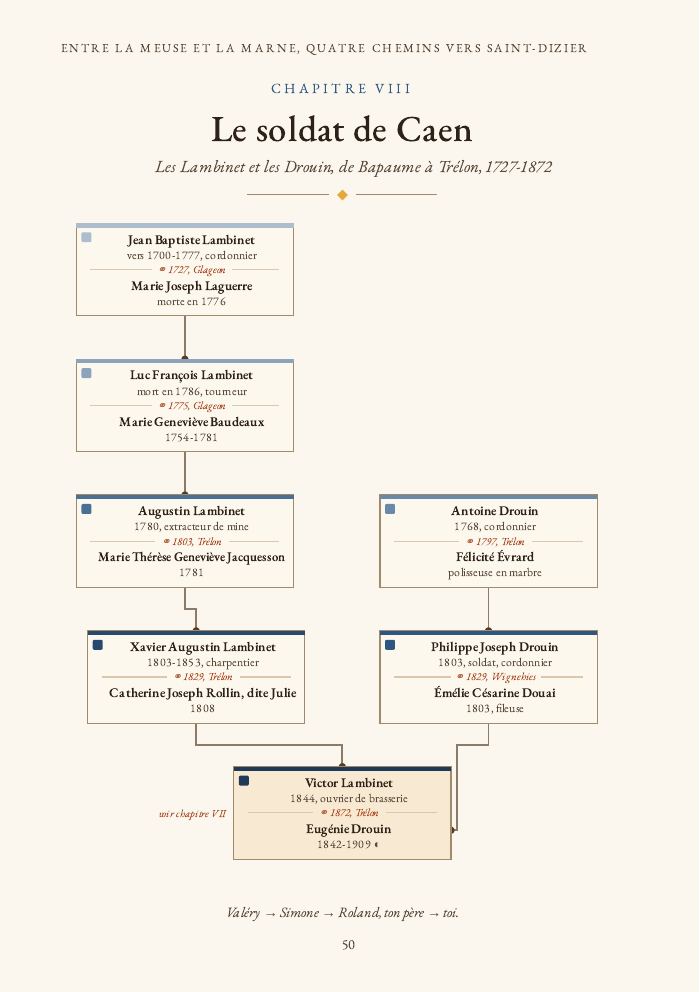 ENTRE LA MEUSE ET LA MARNE, QUATRE CHEMINS VERS SAINT-DIZIER
CHAPITRE VIII
Le soldat de Caen
Les Lambinet et les Drouin, de Bapaume à Trélon, 1727-1872
Jean Baptiste Lambinet
vers 1700-1777, cordonnier
⚭ 1727, Glageon
Marie Joseph Laguerre
morte en 1776
Luc François Lambinet
mort en 1786, tourneur
⚭ 1775, Glageon
Marie Geneviève Baudeaux
1754-1781
Augustin Lambinet
1780, extracteur de mine
⚭ 1803, Trélon
Marie Thérèse Geneviève Jacquesson
1781
Antoine Drouin
1768, cordonnier
⚭ 1797, Trélon
Félicité Évrard
polisseuse en marbre
Xavier Augustin Lambinet
1803-1853, charpentier
⚭ 1829, Trélon
Catherine Joseph Rollin, dite Julie
1808
Philippe Joseph Drouin
1803, soldat, cordonnier
⚭ 1829, Wignehies
Émélie Césarine Douai
1803, fileuse
Victor Lambinet
1844, ouvrier de brasserie
⚭ 1872, Trélon
Eugénie Drouin
1842-1909
voir chapitre VII
Valéry → Simone → Roland, ton père → toi.
50